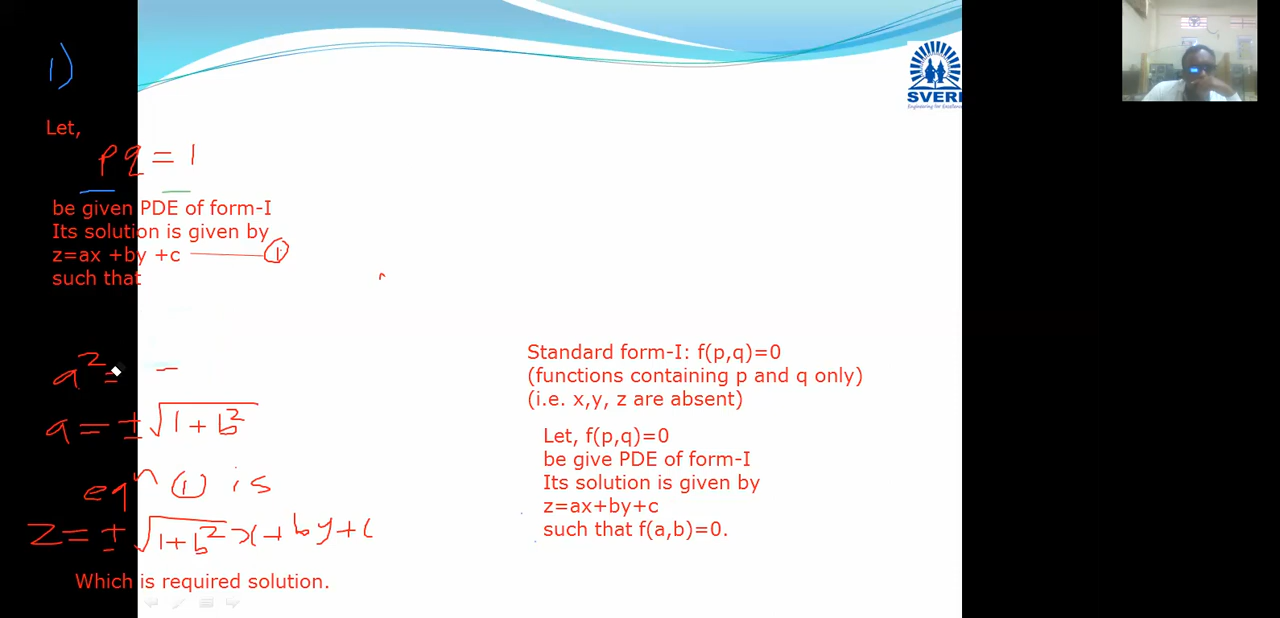 1)
Let,
pq = 1
be given PDE of form-I
Its solution is given by
z=ax +by +c ①
such that
a² = -
a = ± √1 + b²
eqⁿ ① is
z = ± √1 + b² x + by + c
Which is required solution.
SVERI
Engineering for Excellence
Standard form-I: f(p,q)=0
(functions containing p and q only)
(i.e. x,y, z are absent)
Let, f(p,q)=0
be give PDE of form-I
Its solution is given by
z=ax+by+c
such that f(a,b)=0.